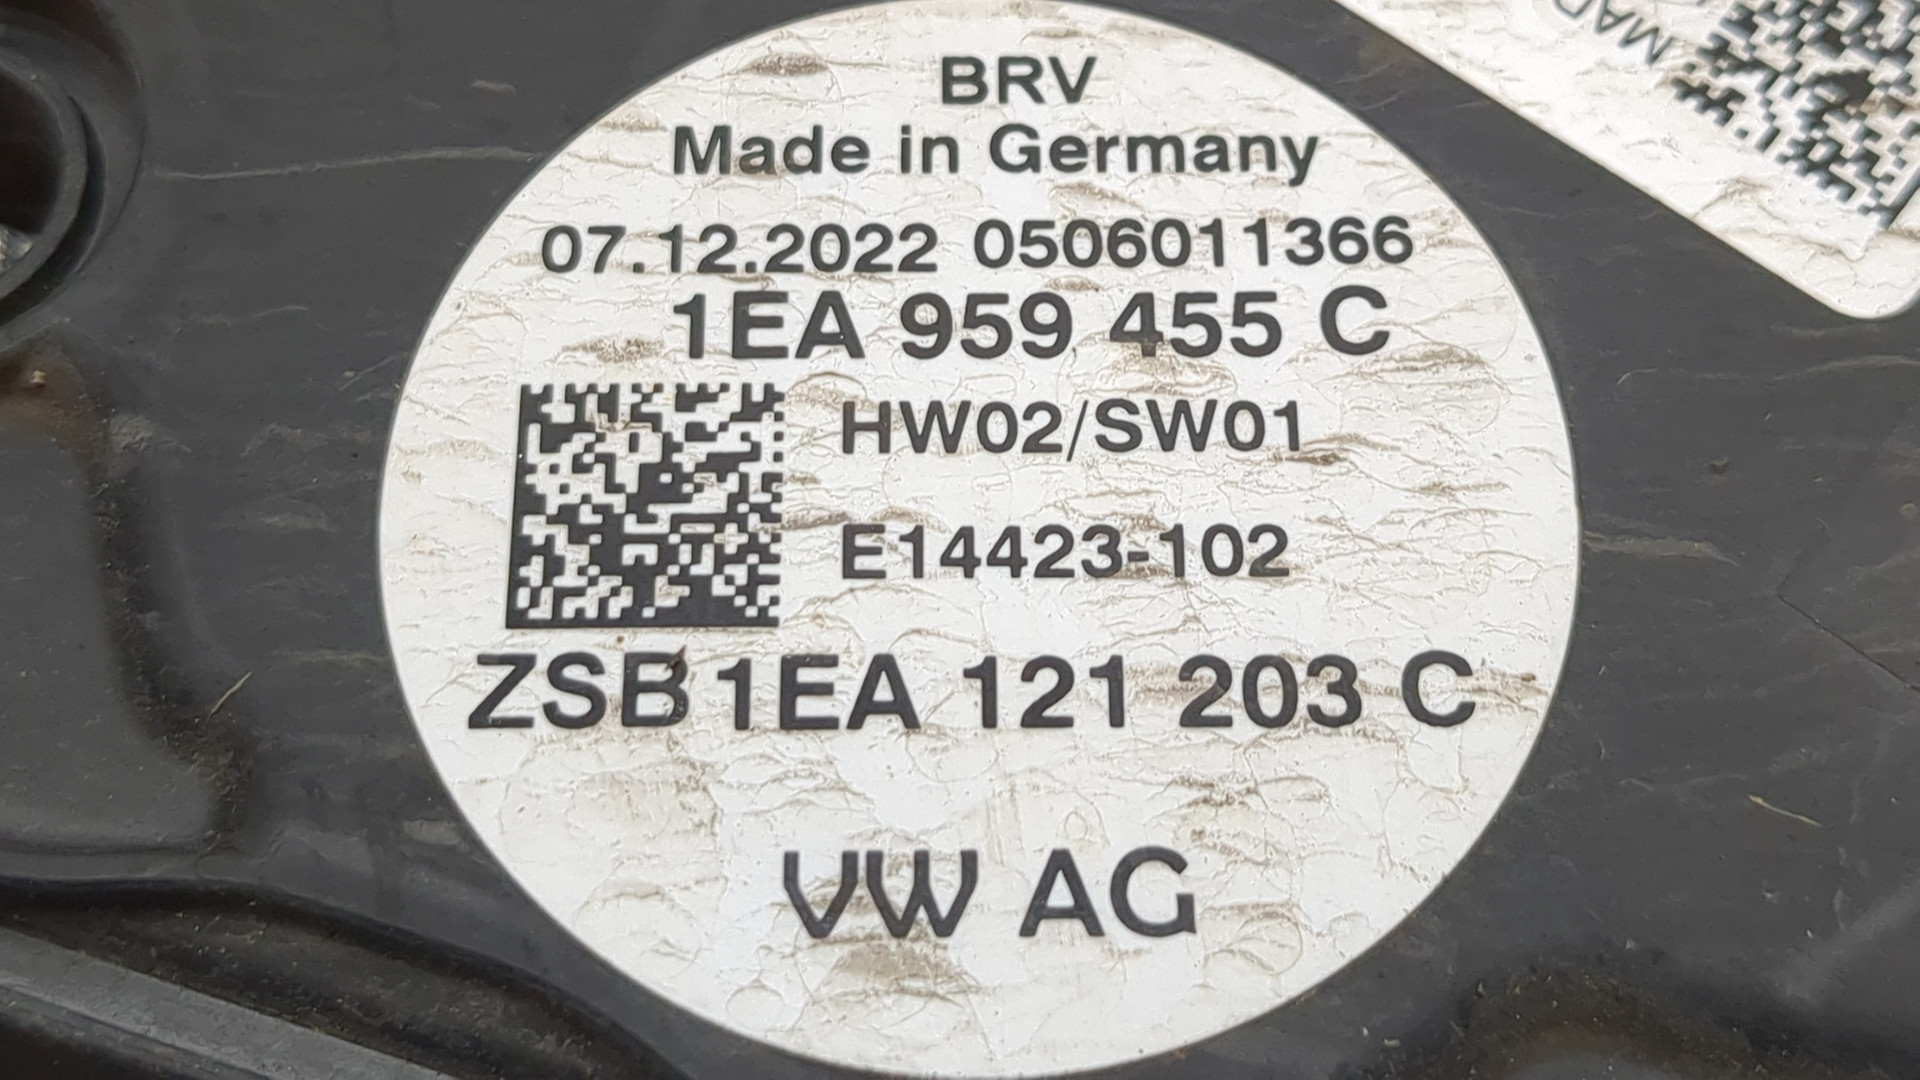 BRV
Made in Germany
07.12.2022 0506011366
1EA 959 455 C
HW02/SW01
E14423-102
ZSB 1EA 121 203 C
VW AG